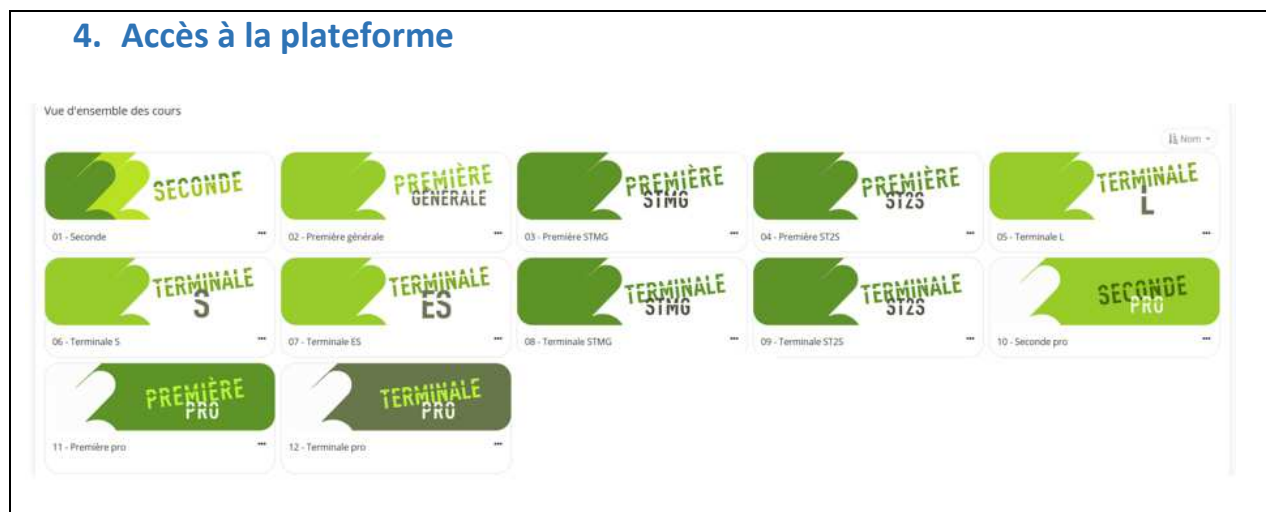 4. Accès à la plateforme
Vue d'ensemble des cours
Nom
SECONDE
PREMIÈRE
GÉNÉRALE
PREMIÈRE
STMG
PREMIÈRE
ST2S
TERMINALE
L
01 - Seconde
02 - Première générale
03 - Première STMG
04 - Première ST2S
05 - Terminale L
TERMINALE
S
TERMINALE
ES
TERMINALE
STMG
TERMINALE
ST2S
SECONDE
PRO
06 - Terminale S
07 - Terminale ES
08 - Terminale STMG
09 - Terminale ST2S
10 - Seconde pro
PREMIÈRE
PRO
TERMINALE
PRO
11 - Première pro
12 - Terminale pro